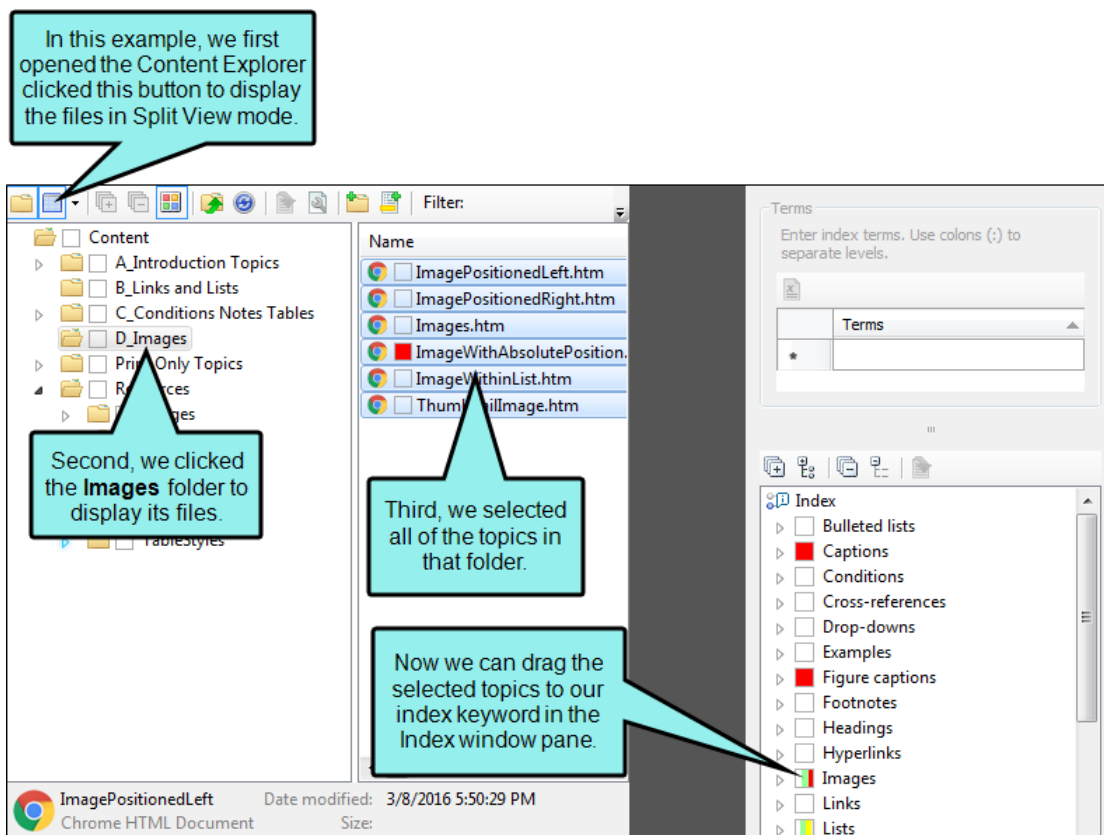 In this example, we first
opened the Content Explorer
clicked this button to display
the files in Split View mode.
Filter:
Content
A_Introduction Topics
B_Links and Lists
C_Conditions Notes Tables
D_Images
Topics
TableStyles
Second, we clicked
the Images folder to
display its files.
Name
ImagePositionedLeft.htm
ImagePositionedRight.htm
Images.htm
ImageWithAbsolutePosition.
ImageWithinList.htm
Third, we selected
all of the topics in
that folder.
Now we can drag the
selected topics to our
index keyword in the
Index window pane.
Terms
Enter index terms. Use colons (:) to
separate levels.
Terms
Index
Bulleted lists
Captions
Conditions
Cross-references
Drop-downs
Examples
Figure captions
Footnotes
Headings
Hyperlinks
Images
Links
Lists
ImagePositionedLeft
Date modified: 3/8/2016 5:50:29 PM
Chrome HTML Document
Size: